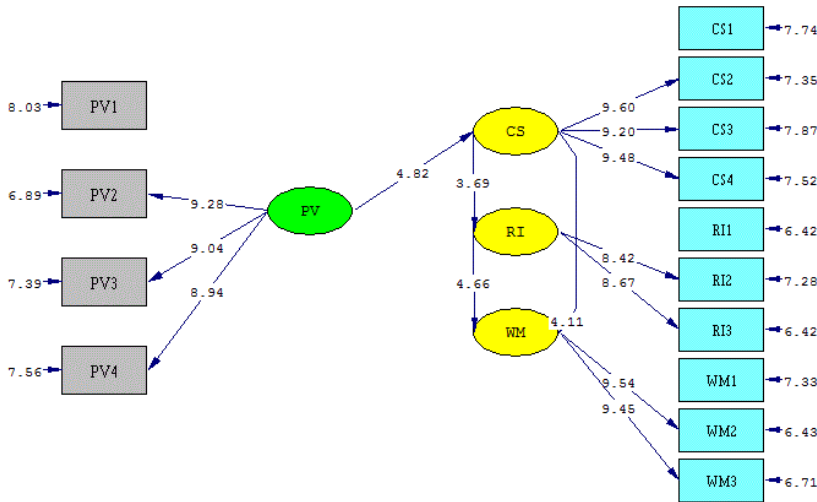 CS1
7.74
CS2
7.35
9.60
8.03
PV1
CS
9.20
CS3
7.87
9.48
4.82
CS4
7.52
6.89
PV2
3.69
9.28
PV
RI1
6.42
RI
9.04
8.42
RI2
7.28
7.39
PV3
4.66
8.67
8.94
4.11
RI3
6.42
WM
7.56
PV4
WM1
7.33
9.54
9.45
WM2
6.43
WM3
6.71